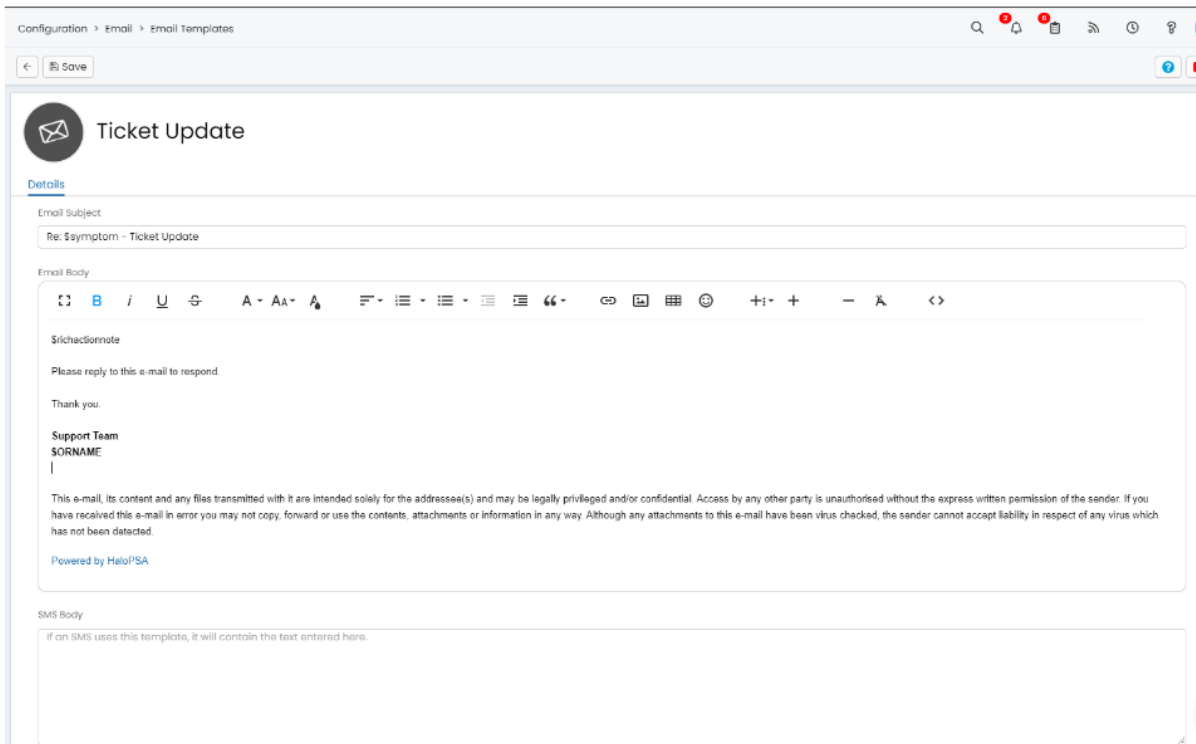 Configuration > Email > Email Templates
2
6
Save
Ticket Update
Details
Email Subject
Re: $symptom - Ticket Update
Email Body
$richactionnote
Please reply to this e-mail to respond.
Thank you.
Support Team
$ORNAME
This e-mail, its content and any files transmitted with it are intended solely for the addressee(s) and may be legally privileged and/or confidential. Access by any other party is unauthorised without the express written permission of the sender. If you
have received this e-mail in error you may not copy, forward or use the contents, attachments or information in any way. Although any attachments to this e-mail have been virus checked, the sender cannot accept liability in respect of any virus which
has not been detected.
Powered by HaloPSA
SMS Body
If an SMS uses this template, it will contain the text entered here.